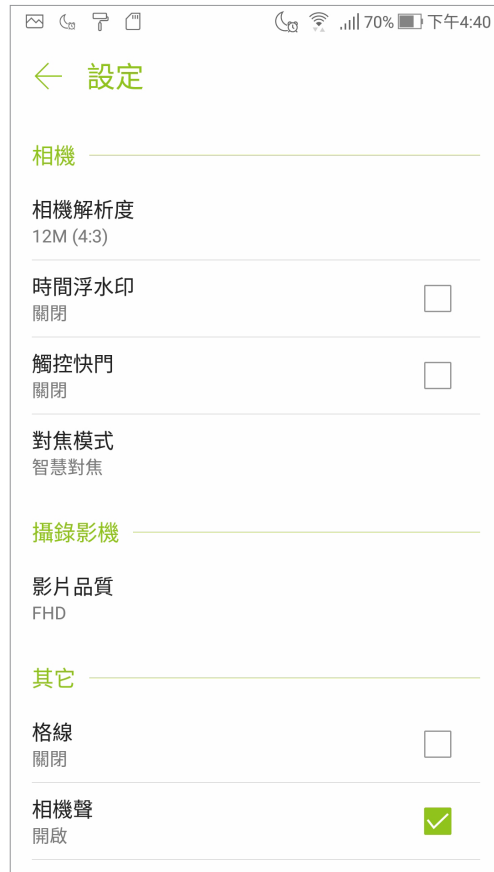 70% 下午4:40
設定
相機
相機解析度
12M (4:3)
時間浮水印
關閉
觸控快門
關閉
對焦模式
智慧對焦
攝錄影機
影片品質
FHD
其它
格線
關閉
相機聲
開啟